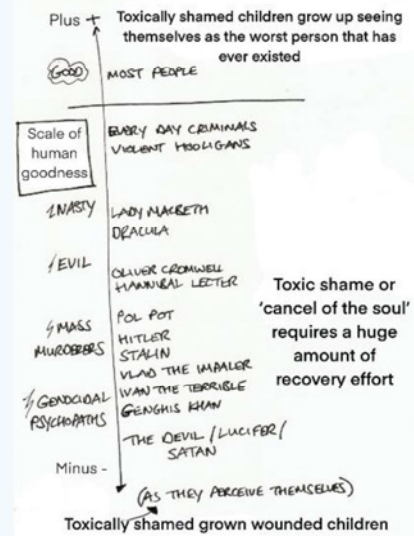 Plus +
Toxically shamed children grow up seeing
themselves as the worst person that has
ever existed
GOOD MOST PEOPLE
Scale of
human
goodness
EVERY DAY CRIMINALS
VIOLENT HOOLIGANS
NASTY LADY MACBETH
DRACULA
EVIL
OLIVER CROMWELL
HANNIBAL LECTER
Toxic shame or
'cancel of the soul'
requires a huge
amount of
recovery effort
MASS
MURDERERS
POL POT
HITLER
STALIN
VLAD THE IMPALER
GENOCIDAL
PSYCHOPATHS
IVAN THE TERRIBLE
GENGHIS KHAN
THE DEVIL / LUCIFER /
SATAN
Minus -
(AS THEY PERCEIVE THEMSELVES)
Toxically shamed grown wounded children